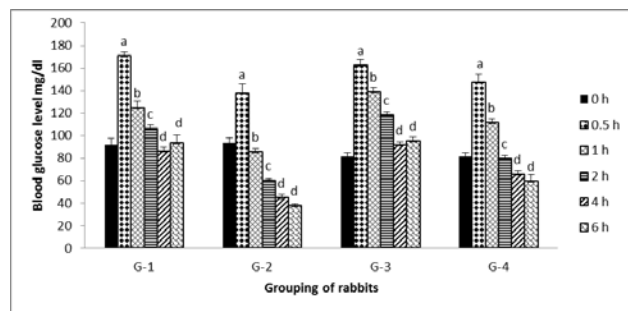 Blood glucose level mg/dl
180
160
140
120
100
80
60
40
20
0
a
b
c
d
d
a
b
c
d
d
a
b
c
d
d
a
b
c
d
d
G-1
G-2
G-3
G-4
Grouping of rabbits
0 h
0.5 h
1 h
2 h
4 h
6 h